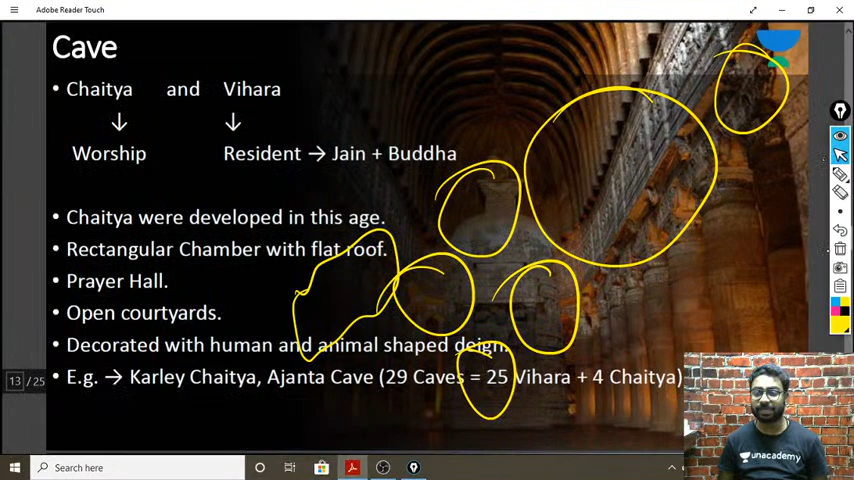 Adobe Reader Touch
Cave
• Chaitya and Vihara
Worship Resident → Jain + Buddha
• Chaitya were developed in this age.
• Rectangular Chamber with flat roof.
• Prayer Hall.
• Open courtyards.
• Decorated with human and animal shaped deign.
• E.g. → Karley Chaitya, Ajanta Cave (29 Caves = 25 Vihara + 4 Chaitya)
13 / 25
unacademy
Search here